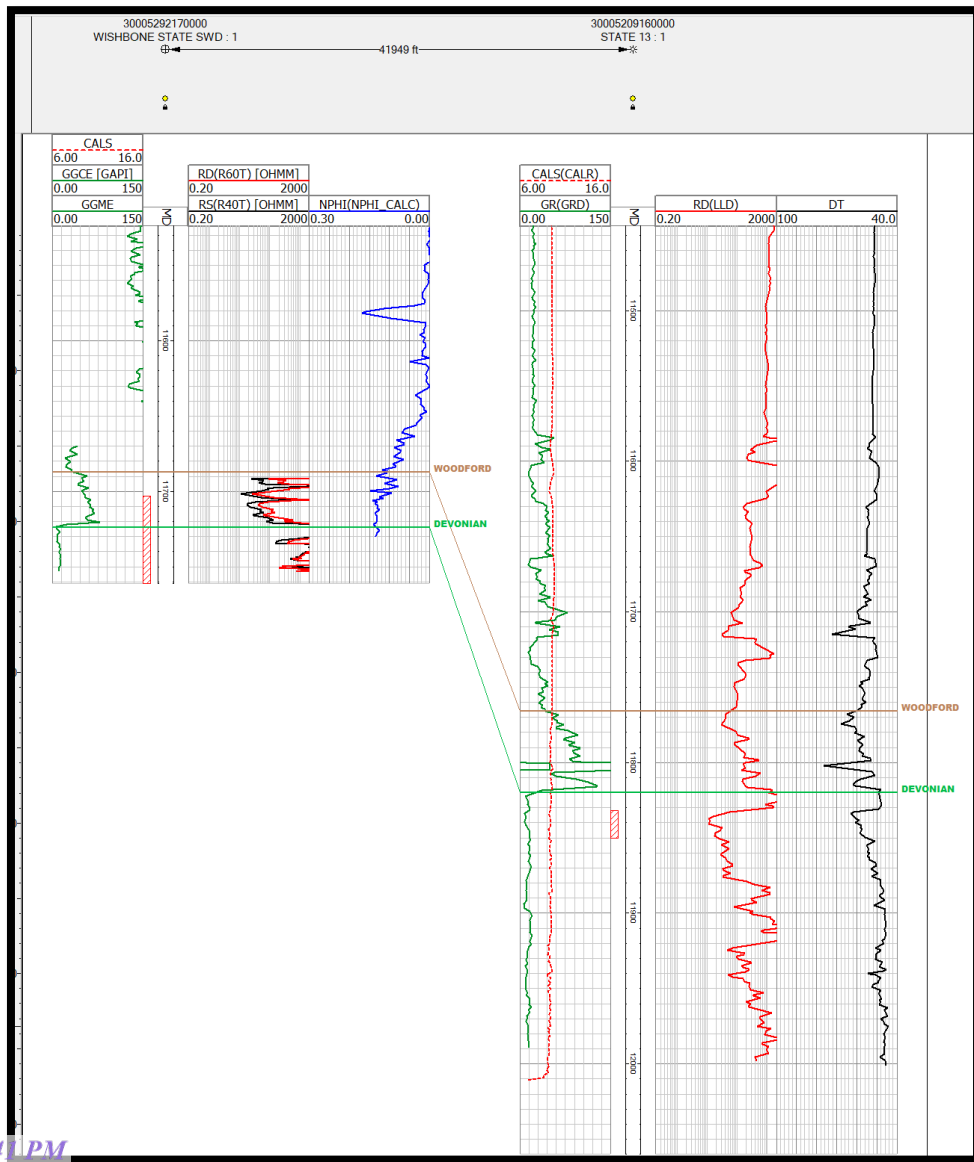 30005292170000
WISHBONE STATE SWD : 1
41949 ft
30005209160000
STATE 13 : 1
CALS
6.00 16.0
GGCE [GAPI]
0.00 150
GGME
0.00 150
MD
RD(R60T) [OHMM]
0.20 2000
RS(R40T) [OHMM]
0.20 2000
NPHI(NPHI_CALC)
0.30 0.00
CALS(CALR)
6.00 16.0
GR(GRD)
0.00 150
MD
RD(LLD)
0.20 2000
DT
100 40.0
11600
11700
WOODFORD
DEVONIAN
11500
11600
11700
11800
11900
12000
WOODFORD
DEVONIAN
PM